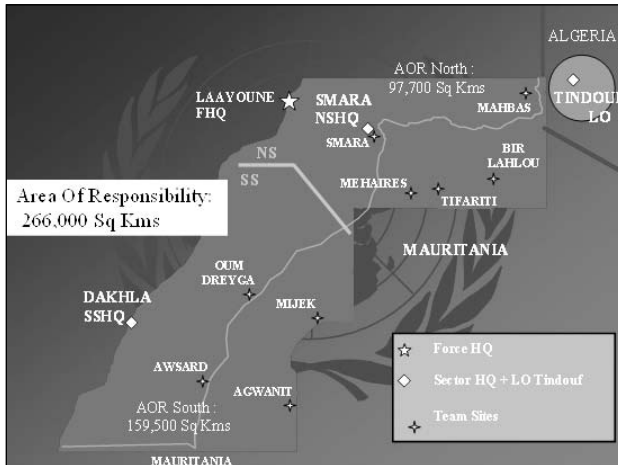 ALGERIA
AOR North :
97,700 Sq Kms
LAAYOUNE
FHQ
SMARA
NSHQ
MAHBAS
TINDOUF
LO
SMARA
BIR
LAHLOU
NS
SS
MEHAIRES
TIFARITI
Area Of Responsibility:
266,000 Sq Kms
MAURITANIA
OUM
DREYGA
DAKHLA
SSHQ
MIJEK
AWSARD
AGWANIT
AOR South :
159,500 Sq Kms
MAURITANIA
Force HQ
Sector HQ + LO Tindouf
Team Sites